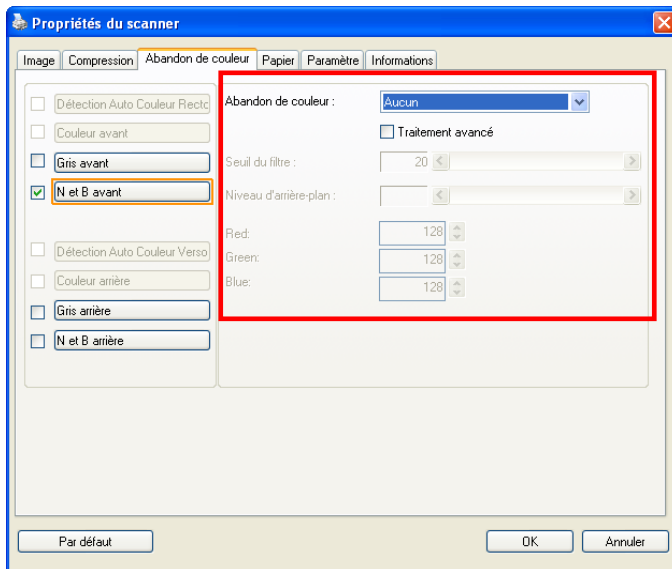 Propriétés du scanner
Image Compression Abandon de couleur Papier Paramètre Informations
Détection Auto Couleur Recto
Couleur avant
Gris avant
N et B avant
Détection Auto Couleur Verso
Couleur arrière
Gris arrière
N et B arrière
Abandon de couleur : Aucun
Traitement avancé
Seuil du filtre : 20
Niveau d'arrière-plan :
Red: 128
Green: 128
Blue: 128
Par défaut OK Annuler